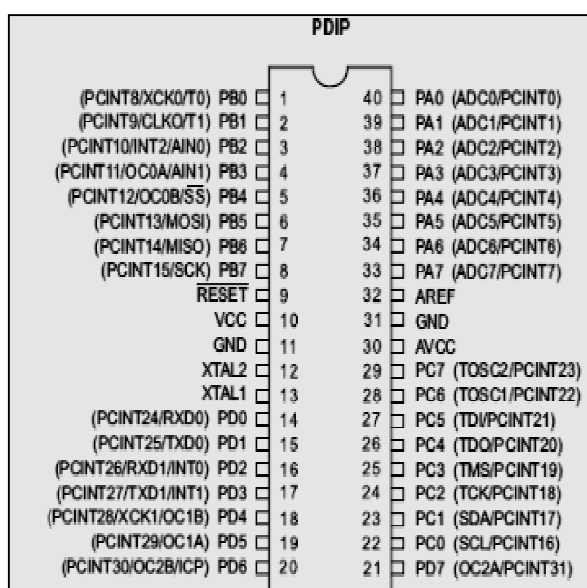 PDIP
(PCINT8/XCK0/T0) PB0 1 40 PA0 (ADC0/PCINT0)
(PCINT9/CLKO/T1) PB1 2 39 PA1 (ADC1/PCINT1)
(PCINT10/INT2/AIN0) PB2 3 38 PA2 (ADC2/PCINT2)
(PCINT11/OC0A/AIN1) PB3 4 37 PA3 (ADC3/PCINT3)
(PCINT12/OC0B/SS) PB4 5 36 PA4 (ADC4/PCINT4)
(PCINT13/MOSI) PB5 6 35 PA5 (ADC5/PCINT5)
(PCINT14/MISO) PB6 7 34 PA6 (ADC6/PCINT6)
(PCINT15/SCK) PB7 8 33 PA7 (ADC7/PCINT7)
RESET 9 32 AREF
VCC 10 31 GND
GND 11 30 AVCC
XTAL2 12 29 PC7 (TOSC2/PCINT23)
XTAL1 13 28 PC6 (TOSC1/PCINT22)
(PCINT24/RXD0) PD0 14 27 PC5 (TDI/PCINT21)
(PCINT25/TXD0) PD1 15 26 PC4 (TDO/PCINT20)
(PCINT26/RXD1/INT0) PD2 16 25 PC3 (TMS/PCINT19)
(PCINT27/TXD1/INT1) PD3 17 24 PC2 (TCK/PCINT18)
(PCINT28/XCK1/OC1B) PD4 18 23 PC1 (SDA/PCINT17)
(PCINT29/OC1A) PD5 19 22 PC0 (SCL/PCINT16)
(PCINT30/OC2B/ICP) PD6 20 21 PD7 (OC2A/PCINT31)